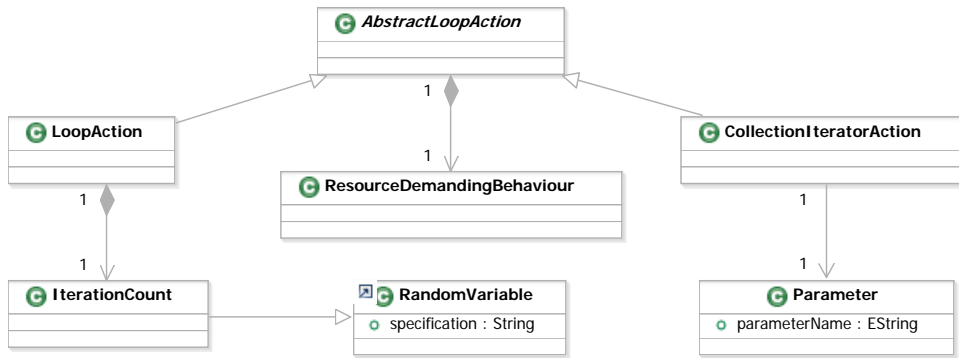 AbstractLoopAction
1
LoopAction
CollectionIteratorAction
1
ResourceDemandingBehaviour
1
1
1
1
IterationCount
RandomVariable
Parameter
specification : String
parameterName : EString